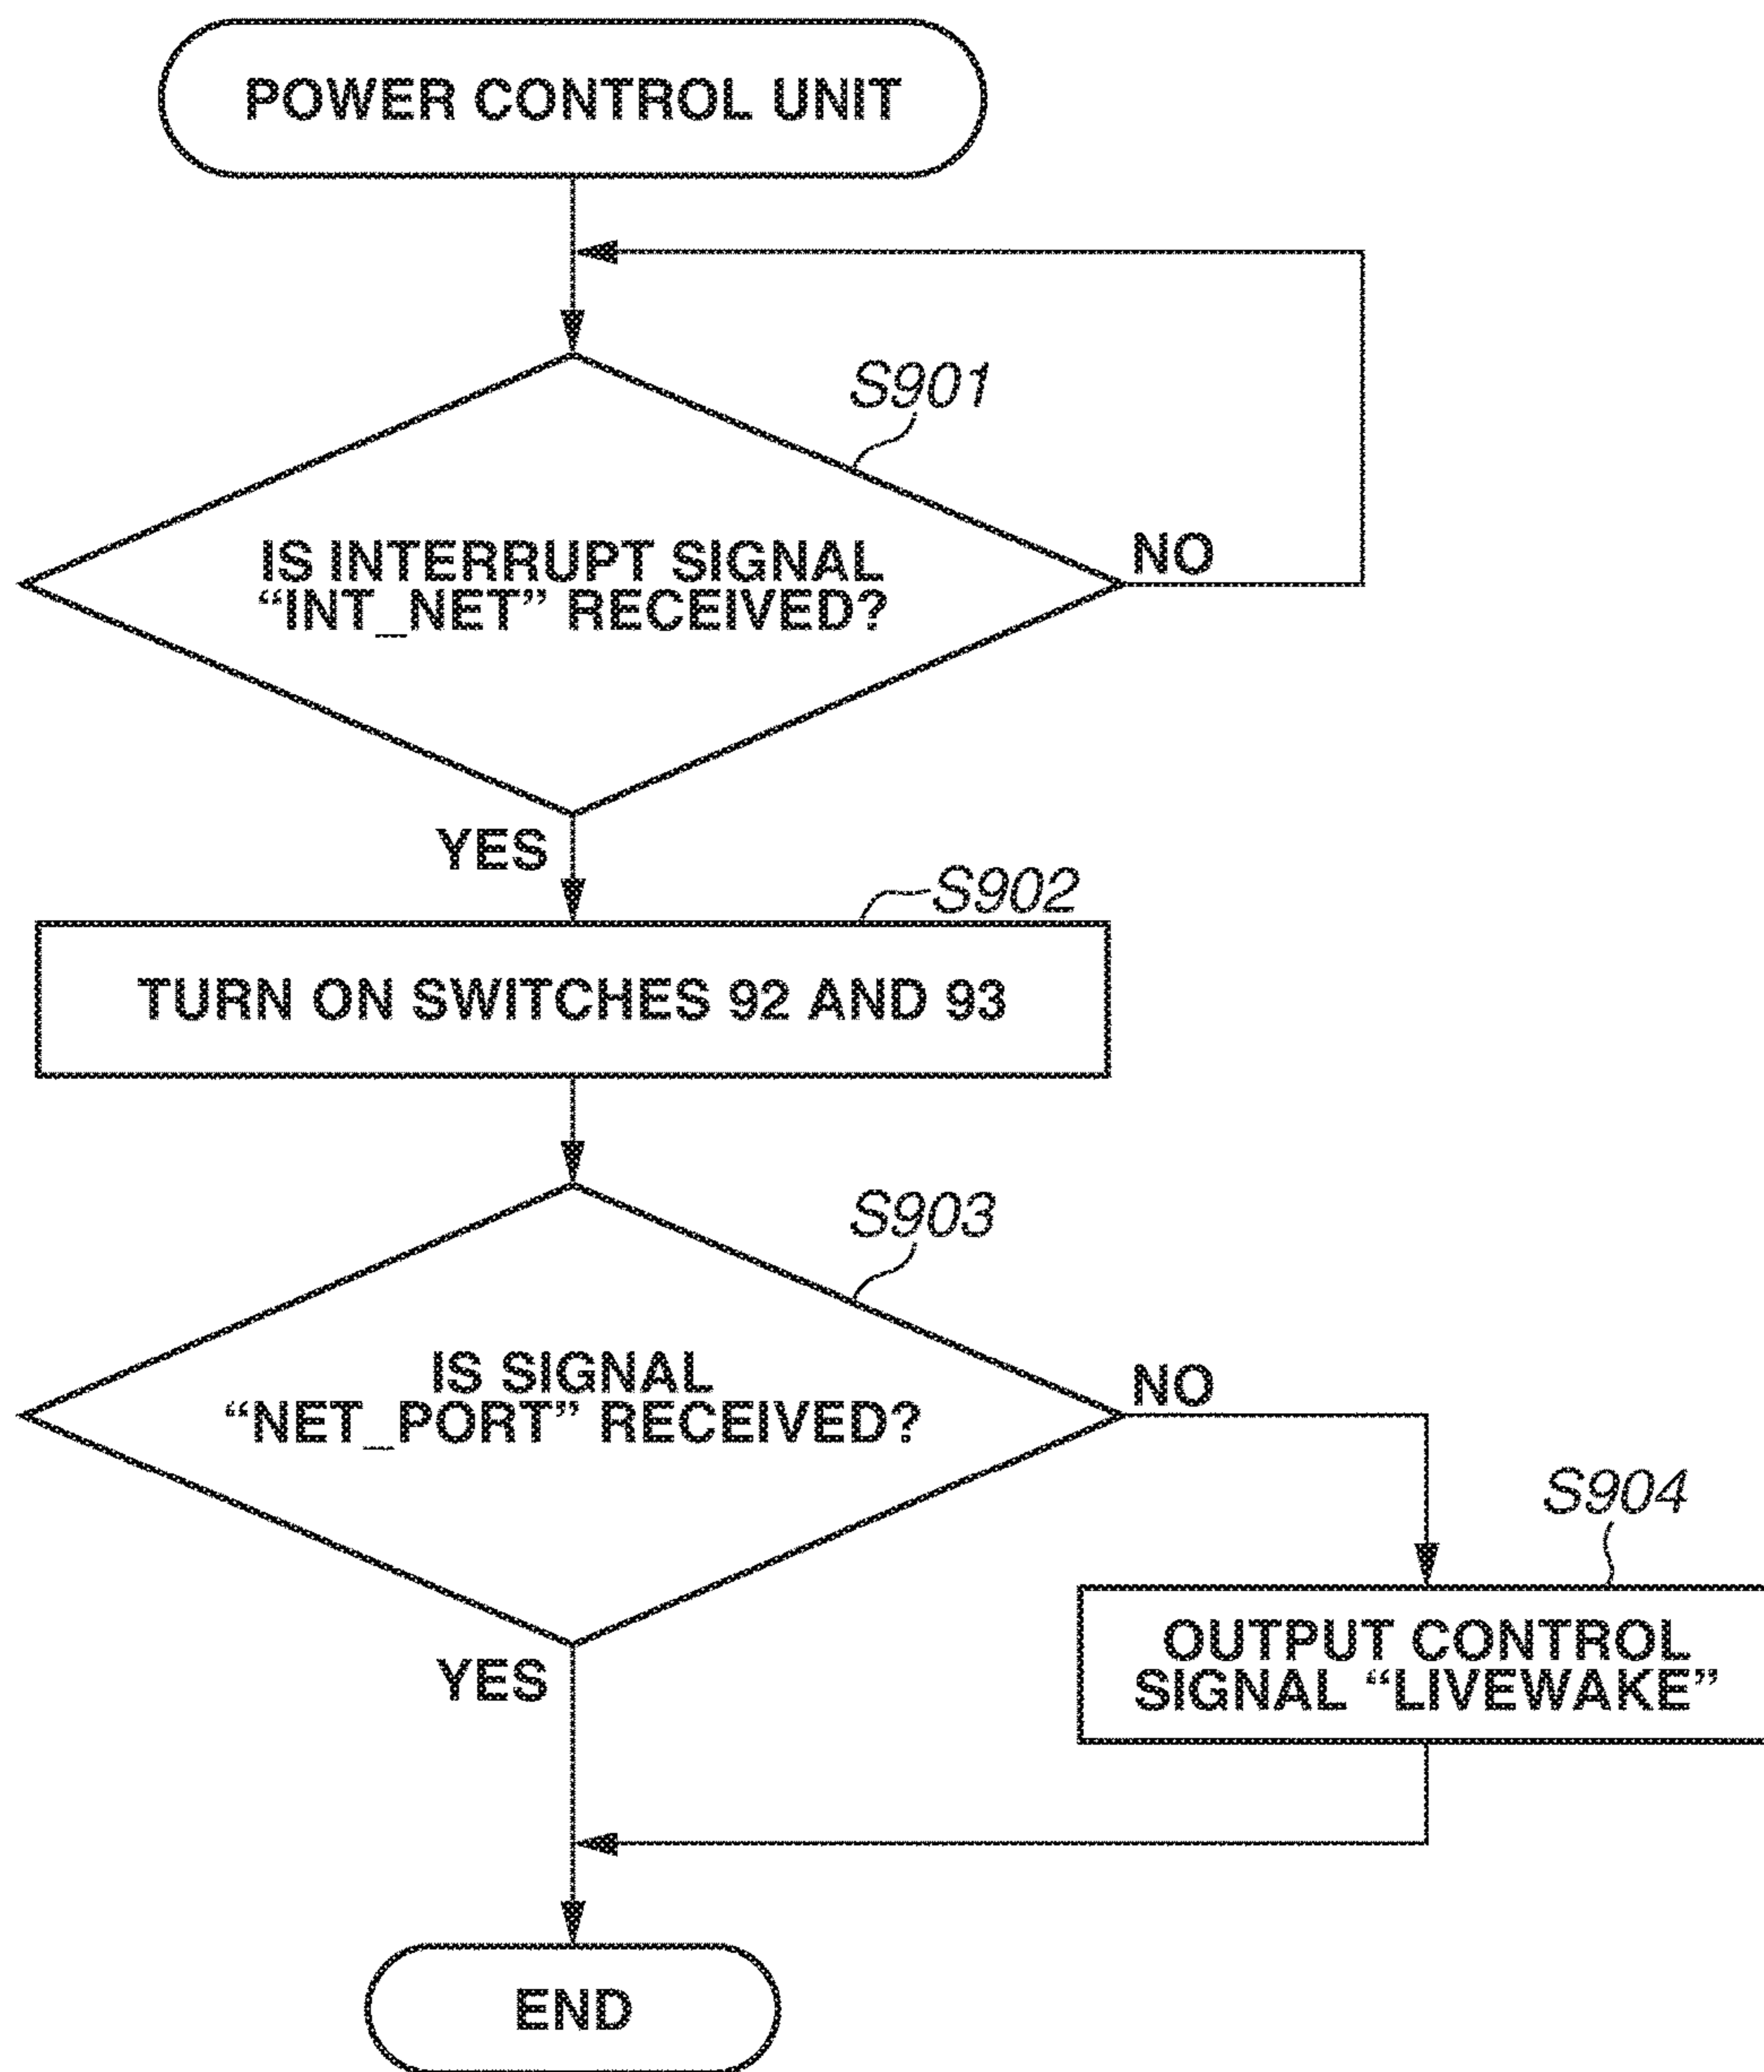 POWER CONTROL UNIT
S901
IS INTERRUPT SIGNAL
“INT_NET” RECEIVED?
NO
YES
S902
TURN ON SWITCHES 92 AND 93
S903
IS SIGNAL
“NET_PORT” RECEIVED?
NO
S904
OUTPUT CONTROL
SIGNAL “LIVEWAKE”
YES
END